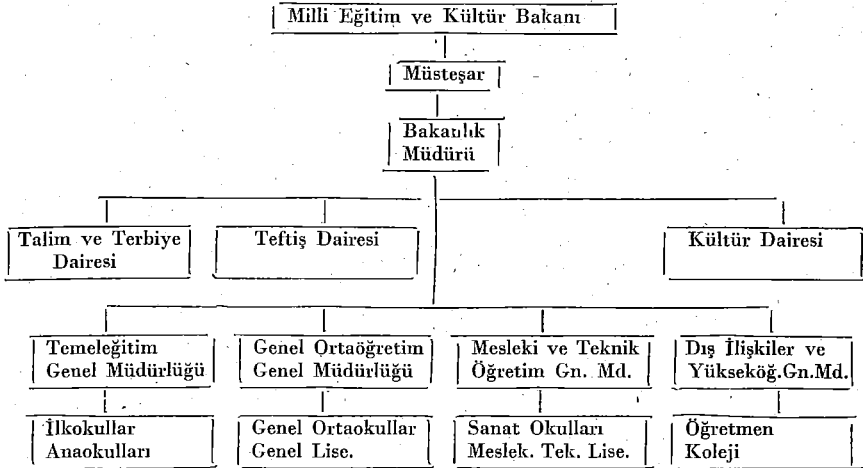 Milli Eğitim ve Kültür Bakanı
Müsteşar
Bakanlık
Müdürü
Talim ve Terbiye
Dairesi
Teftiş Dairesi
Kültür Dairesi
Temeleğitim
Genel Müdürlüğü
Genel Ortaöğretim
Genel Müdürlüğü
Mesleki ve Teknik
Öğretim Gn. Md.
Dış İlişkiler ve
Yükseköğ.Gn.Md.
İlkokullar
Anaokulları
Genel Ortaokullar
Genel Lise.
Sanat Okulları
Meslek. Tek. Lise.
Öğretmen
Koleji